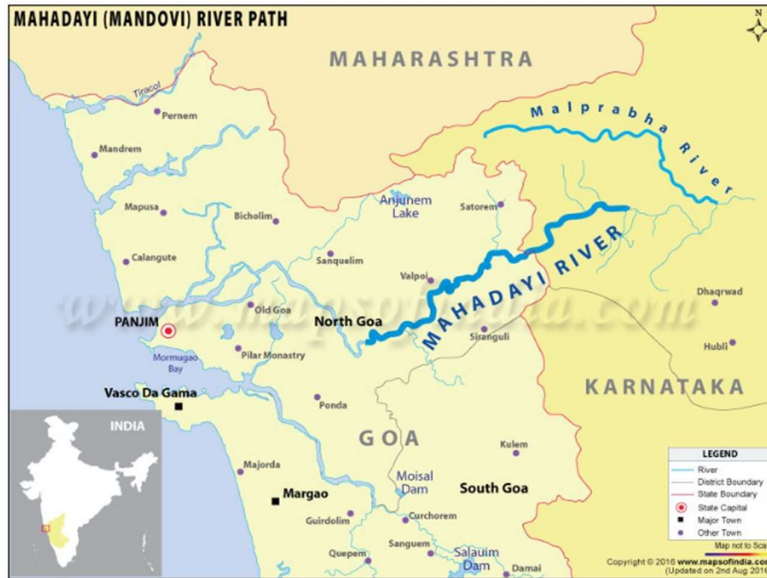 MAHADAYI (MANDOVI) RIVER PATH
N
MAHARASHTRA
Tiracol
Pernem
Malprabha River
Mandrem
Anjunem
Lake
Satorem
Mapusa
Bicholim
Calangute
Sanquelim
Valpoi
MAHADAYI RIVER
Dhaqrwad
Old Goa
www.mapsofindia.com
PANJIM
North Goa
Siranguli
Hubli
Pilar Monastry
Mormugao
Bay
KARNATAKA
Vasco Da Gama
Ponda
INDIA
GOA
Kulem
LEGEND
River
District Boundary
State Boundary
State Capital
Major Town
Other Town
Majorda
Moisal
Dam
South Goa
Margao
Guirdolim
Curchorem
Map not to Scal
Quepem
Sanguem
Salauim
Dam
Damai
Copyright © 2016 www.mapsofindia.com
(Updated on 2nd Aug 2016